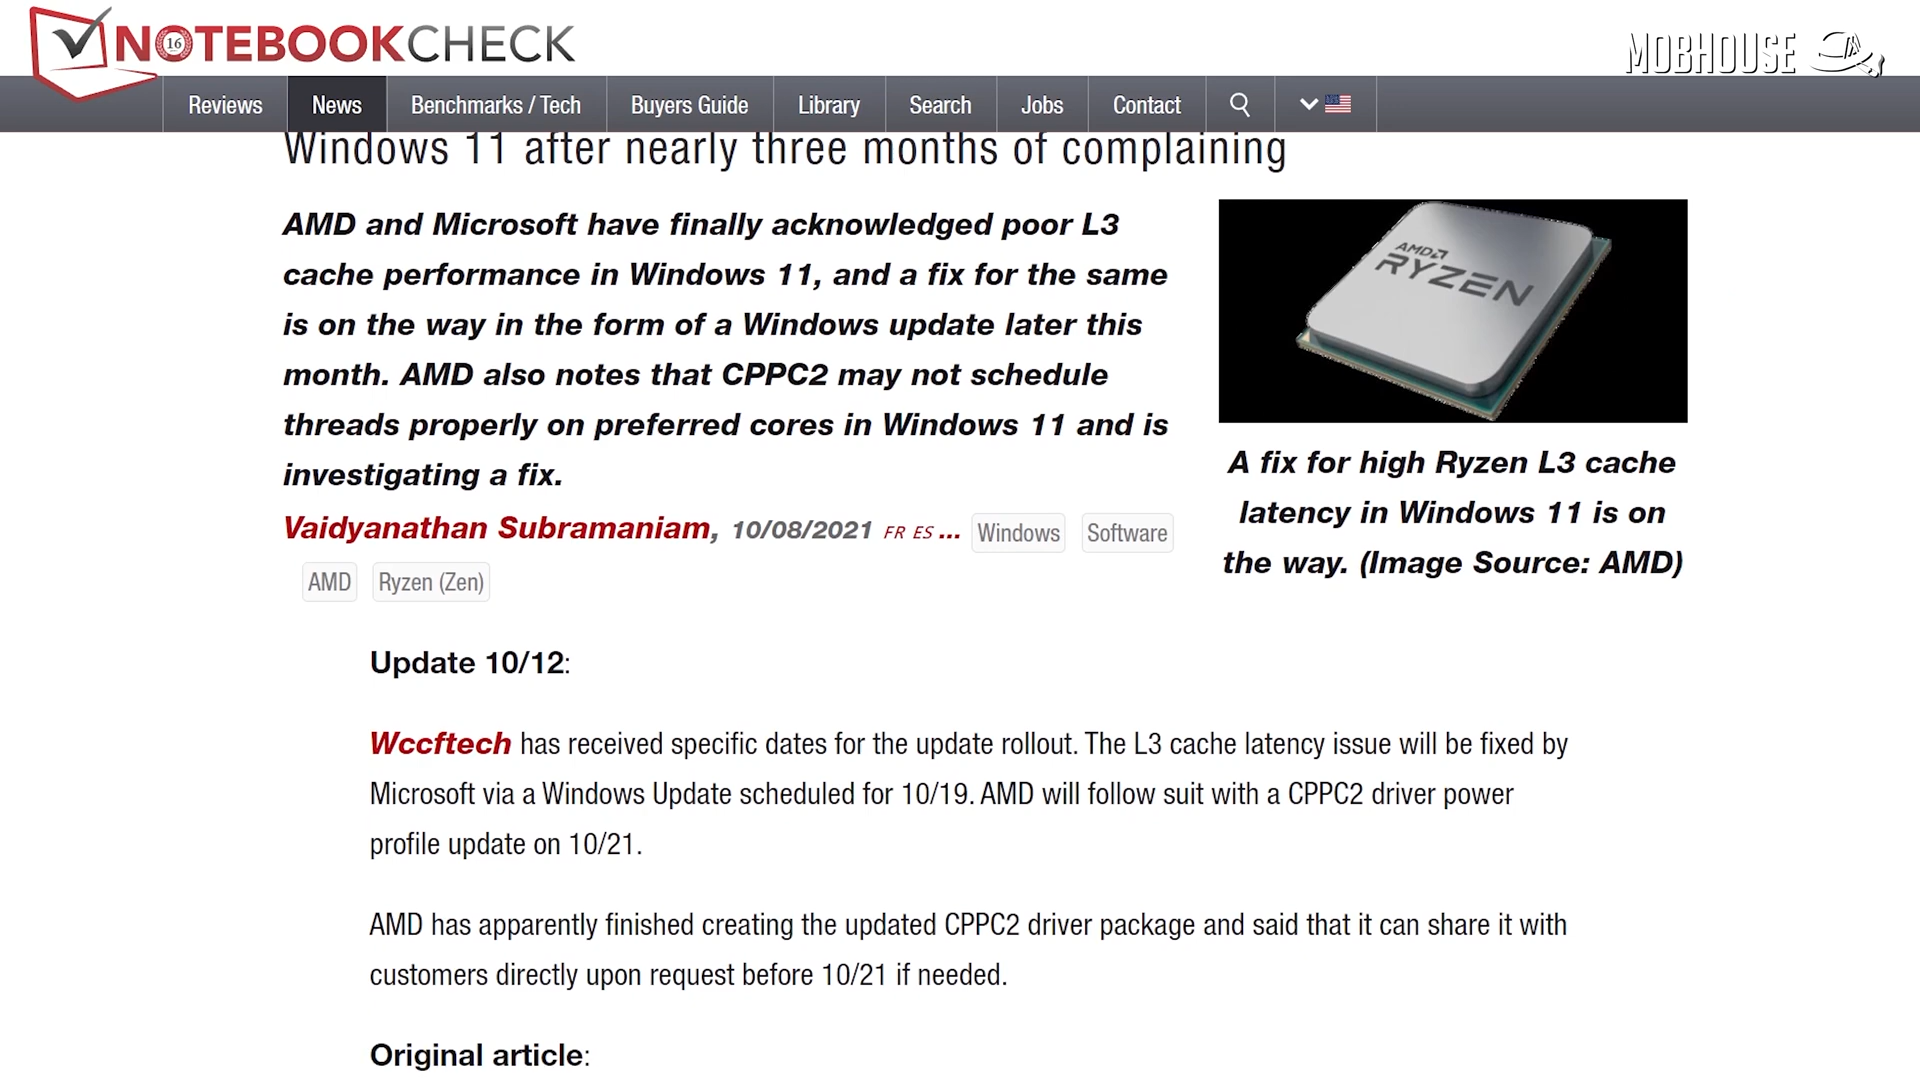 NOTEBOOKCHECK
16
MOBHOUSE
Reviews News Benchmarks / Tech Buyers Guide Library Search Jobs Contact
Windows 11 after nearly three months of complaining
AMD and Microsoft have finally acknowledged poor L3
cache performance in Windows 11, and a fix for the same
is on the way in the form of a Windows update later this
month. AMD also notes that CPPC2 may not schedule
threads properly on preferred cores in Windows 11 and is
investigating a fix.
Vaidyanathan Subramaniam, 10/08/2021 FR ES ... Windows Software
AMD Ryzen (Zen)
AMD
RYZEN
A fix for high Ryzen L3 cache
latency in Windows 11 is on
the way. (Image Source: AMD)
Update 10/12:
Wccftech has received specific dates for the update rollout. The L3 cache latency issue will be fixed by
Microsoft via a Windows Update scheduled for 10/19. AMD will follow suit with a CPPC2 driver power
profile update on 10/21.
AMD has apparently finished creating the updated CPPC2 driver package and said that it can share it with
customers directly upon request before 10/21 if needed.
Original article: